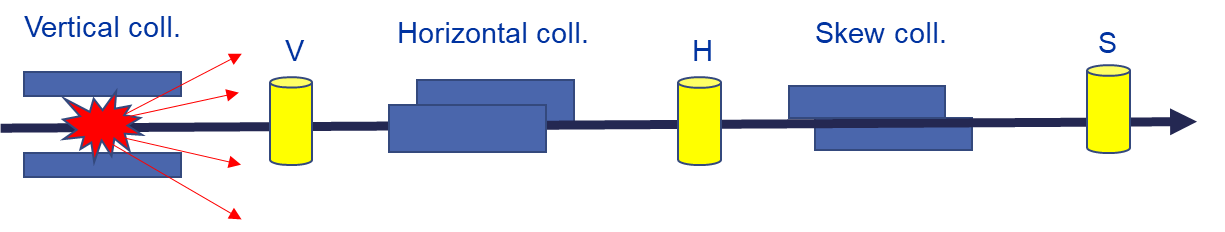 Vertical coll.
V
Horizontal coll.
H
Skew coll.
S